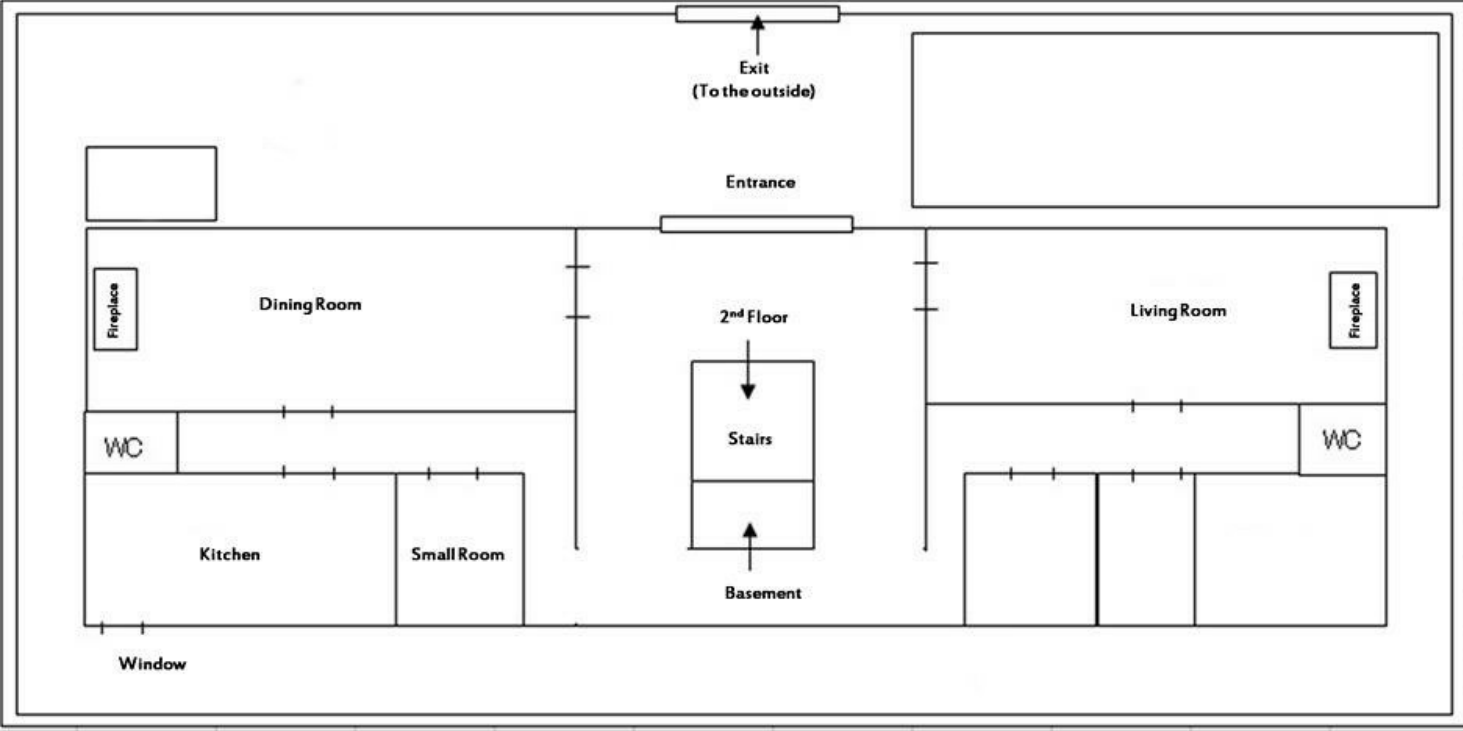 Exit
(To the outside)
Entrance
Dining Room
Fireplace
2nd Floor
Living Room
Fireplace
Stairs
WC
WC
Kitchen
Small Room
Basement
Window